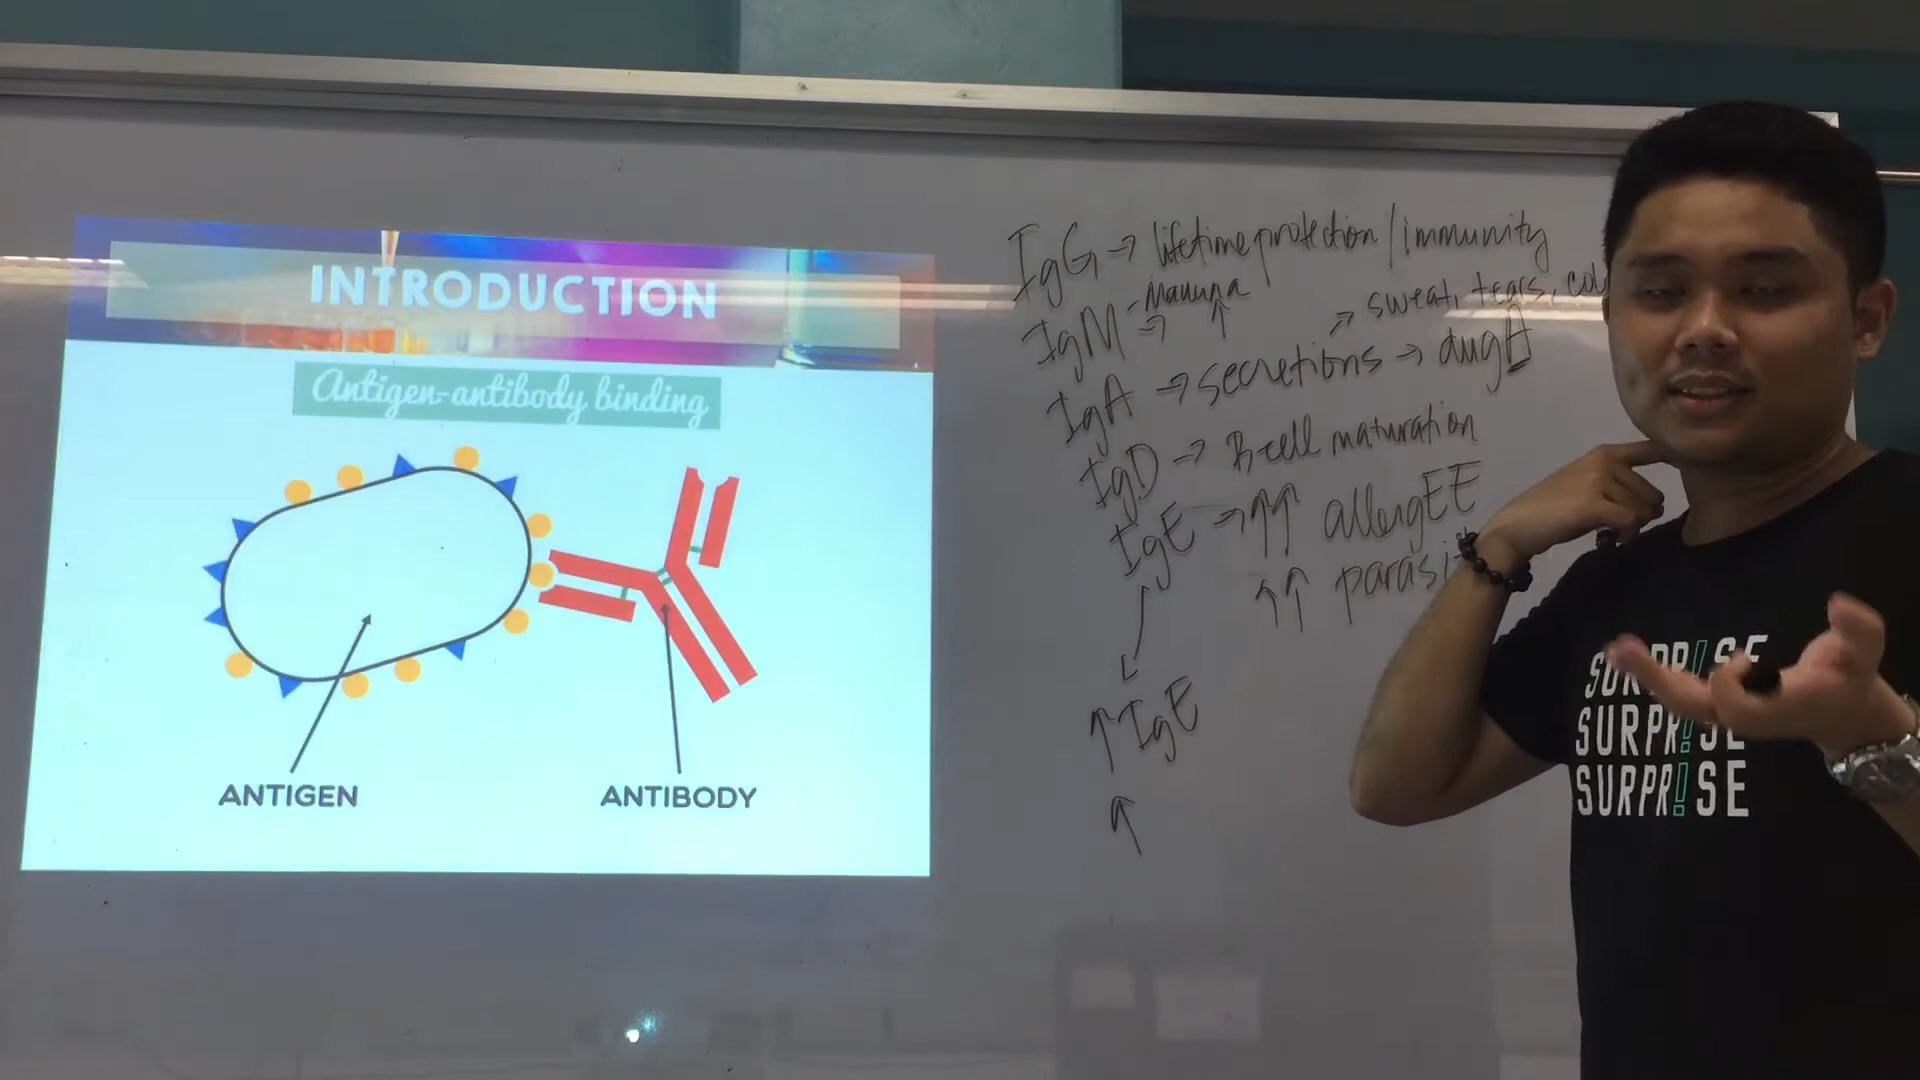 INTRODUCTION
Antigen-antibody binding
ANTIGEN
ANTIBODY
IgG → lifetime protection / immunity
IgM → Mauuna
↑
IgA → secretions → dugA
↗ sweat, tears, col
IgD → B-cell maturation
IgE → ↑↑ allergEE
↑↑ parasi
↑IgE
↑
SURPR!SE
SURPR!SE
SURPR!SE